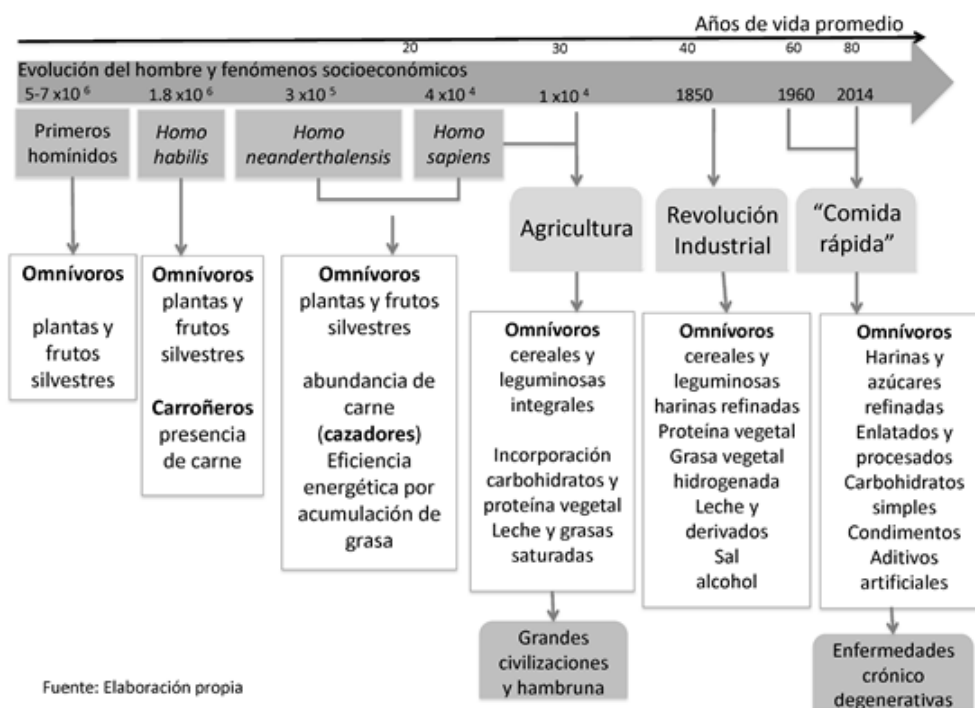 Años de vida promedio
20 30 40 60 80
Evolución del hombre y fenómenos socioeconómicos
5-7 x10 6 1.8 x10 6 3 x10 5 4 x10 4 1 x10 4 1850 1960 2014
Primeros
homínidos
Homo
habilis
Homo
neanderthalensis
Homo
sapiens
Agricultura
Revolución
Industrial
“Comida
rápida”
Omnívoros
plantas y
frutos
silvestres
Omnívoros
plantas y
frutos
silvestres
Carroñeros
presencia
de carne
Omnívoros
plantas y frutos
silvestres
abundancia de
carne
(cazadores)
Eficiencia
energética por
acumulación de
grasa
Omnívoros
cereales y
leguminosas
integrales
Incorporación
carbohidratos y
proteína vegetal
Leche y grasas
saturadas
Omnívoros
cereales y
leguminosas
harinas refinadas
Proteína vegetal
Grasa vegetal
hidrogenada
Leche y
derivados
Sal
alcohol
Omnívoros
Harinas y
azúcares
refinadas
Enlatados y
procesados
Carbohidratos
simples
Condimentos
Aditivos
artificiales
Grandes
civilizaciones
y hambruna
Enfermedades
crónico
degenerativas
Fuente: Elaboración propia